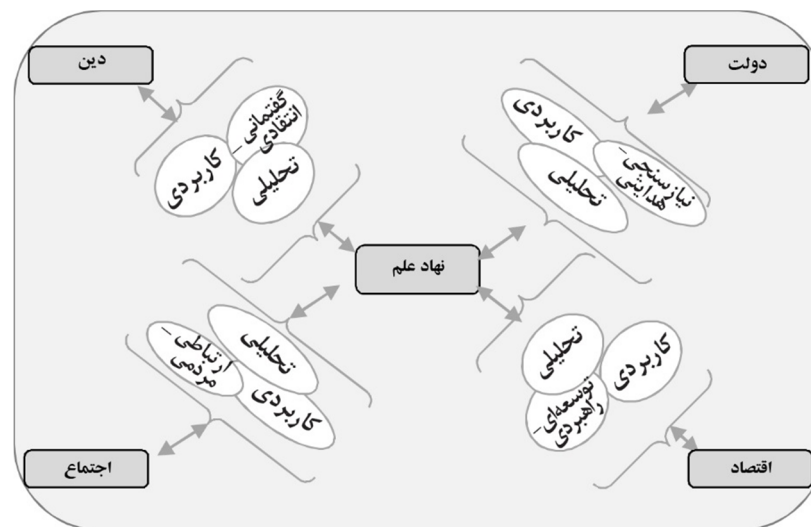 دین
دولت
گفتمانی –
انتقادی
کاربردی
تحلیلی
کاربردی
نیازسنجی –
هدایتی
تحلیلی
نهاد علم
تحلیلی
ارتباطی –
مردمی
کاربردی
تحلیلی
کاربردی
توسعه‌ای –
راهبردی
اجتماع
اقتصاد